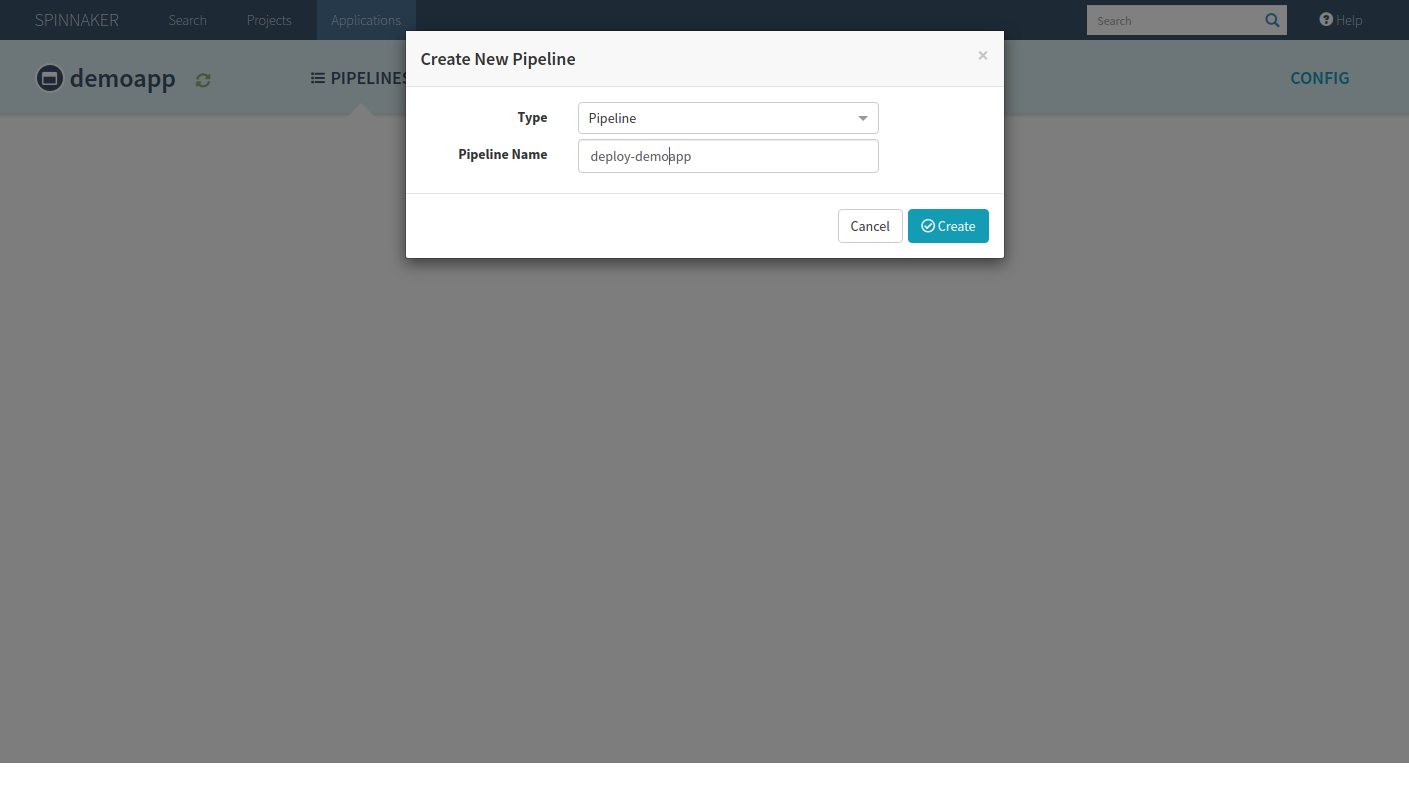 SPINNAKER Search Projects Applications Search Help
demoapp PIPELINES CONFIG
Create New Pipeline ×
Type Pipeline
Pipeline Name deploy-demoapp
Cancel Create